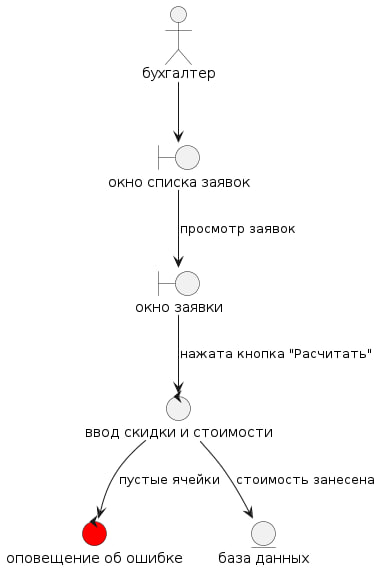 бухгалтер
окно списка заявок
просмотр заявок
окно заявки
нажата кнопка "Расчитать"
ввод скидки и стоимости
пустые ячейки
стоимость занесена
оповещение об ошибке
база данных